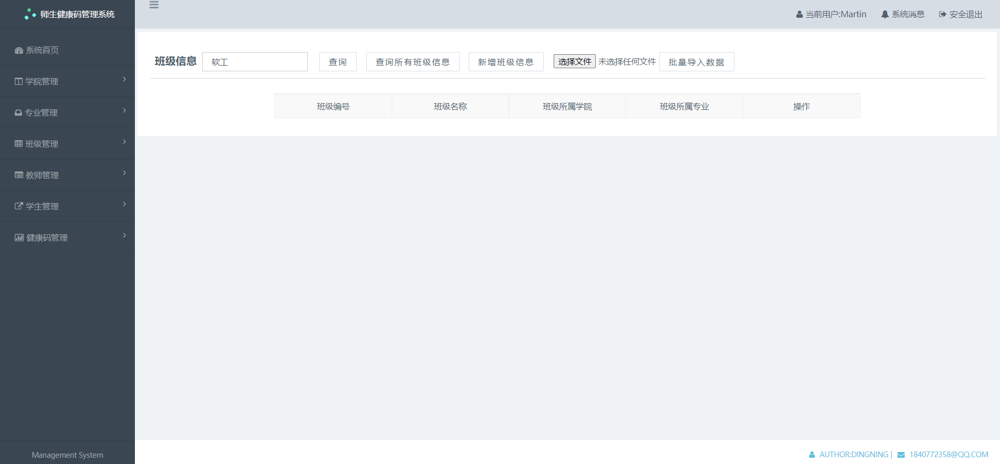 师生健康码管理系统
当前用户:Martin 系统消息 安全退出
系统首页
学院管理
专业管理
班级管理
教师管理
学生管理
健康码管理
Management System
班级信息 软工 查询 查询所有班级信息 新增班级信息 选择文件 未选择任何文件 批量导入数据
班级编号 班级名称 班级所属学院 班级所属专业 操作
AUTHOR:DINGNING | 1840772358@QQ.COM